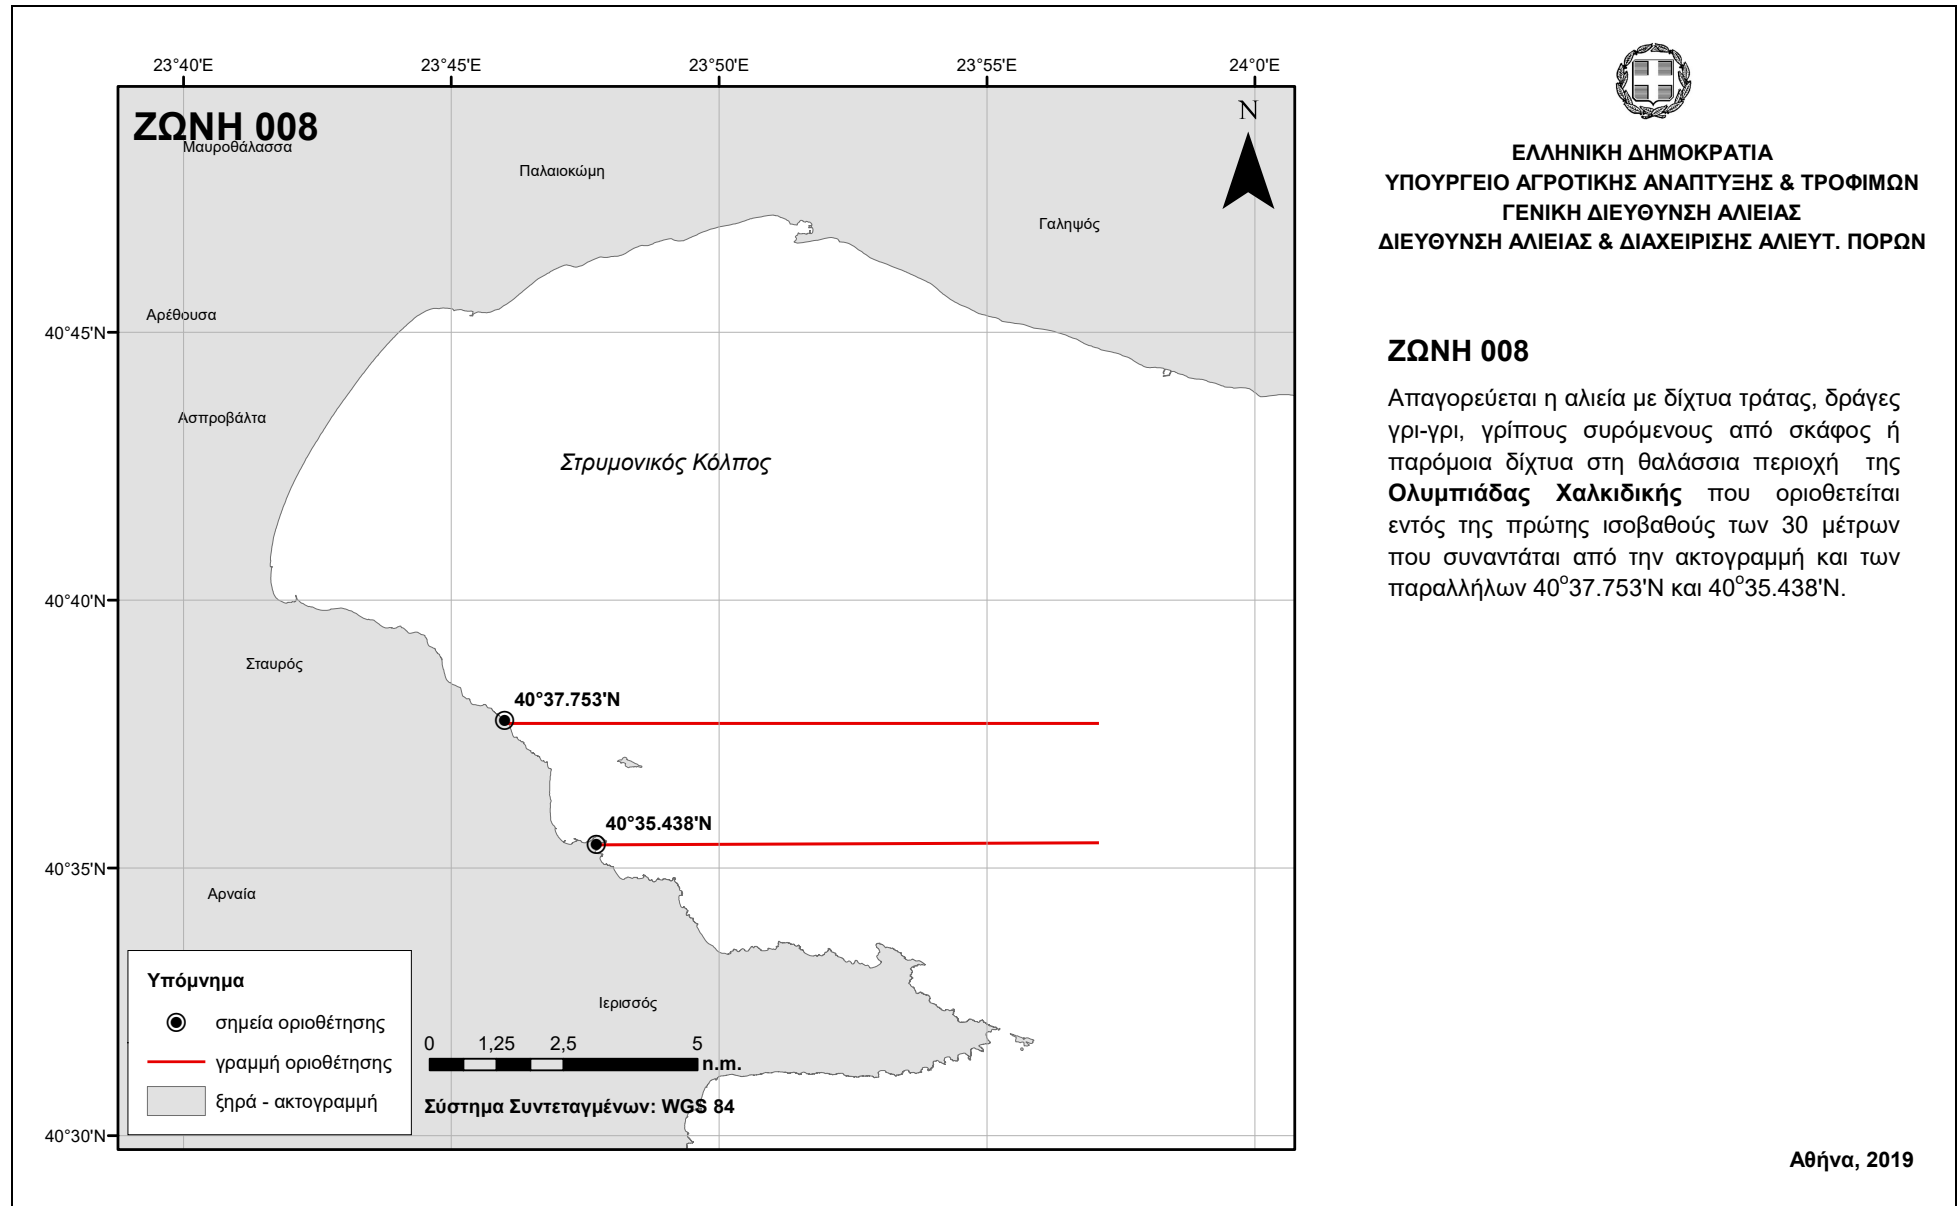 23°40'E 23°45'E 23°50'E 23°55'E 24°0'E
ΖΩΝΗ 008
Μαυροθάλασσα
Παλαιοκώμη
N
Γαληψός
Αρέθουσα
40°45'N
Ασπροβάλτα
Στρυμονικός Κόλπος
40°40'N
Σταυρός
40°37.753'N
40°35.438'N
40°35'N
Αρναία
Ιερισσός
Υπόμνημα
σημεία οριοθέτησης
γραμμή οριοθέτησης
ξηρά - ακτογραμμή
0 1,25 2,5 5
n.m.
Σύστημα Συντεταγμένων: WGS 84
40°30'N
ΕΛΛΗΝΙΚΗ ΔΗΜΟΚΡΑΤΙΑ
ΥΠΟΥΡΓΕΙΟ ΑΓΡΟΤΙΚΗΣ ΑΝΑΠΤΥΞΗΣ & ΤΡΟΦΙΜΩΝ
ΓΕΝΙΚΗ ΔΙΕΥΘΥΝΣΗ ΑΛΙΕΙΑΣ
ΔΙΕΥΘΥΝΣΗ ΑΛΙΕΙΑΣ & ΔΙΑΧΕΙΡΙΣΗΣ ΑΛΙΕΥΤ. ΠΟΡΩΝ
ΖΩΝΗ 008
Απαγορεύεται η αλιεία με δίχτυα τράτας, δράγες
γρι-γρι, γρίπους συρόμενους από σκάφος ή
παρόμοια δίχτυα στη θαλάσσια περιοχή της
Ολυμπιάδας Χαλκιδικής που οριοθετείται
εντός της πρώτης ισοβαθούς των 30 μέτρων
που συναντάται από την ακτογραμμή και των
παραλλήλων 40°37.753'N και 40°35.438'N.
Αθήνα, 2019